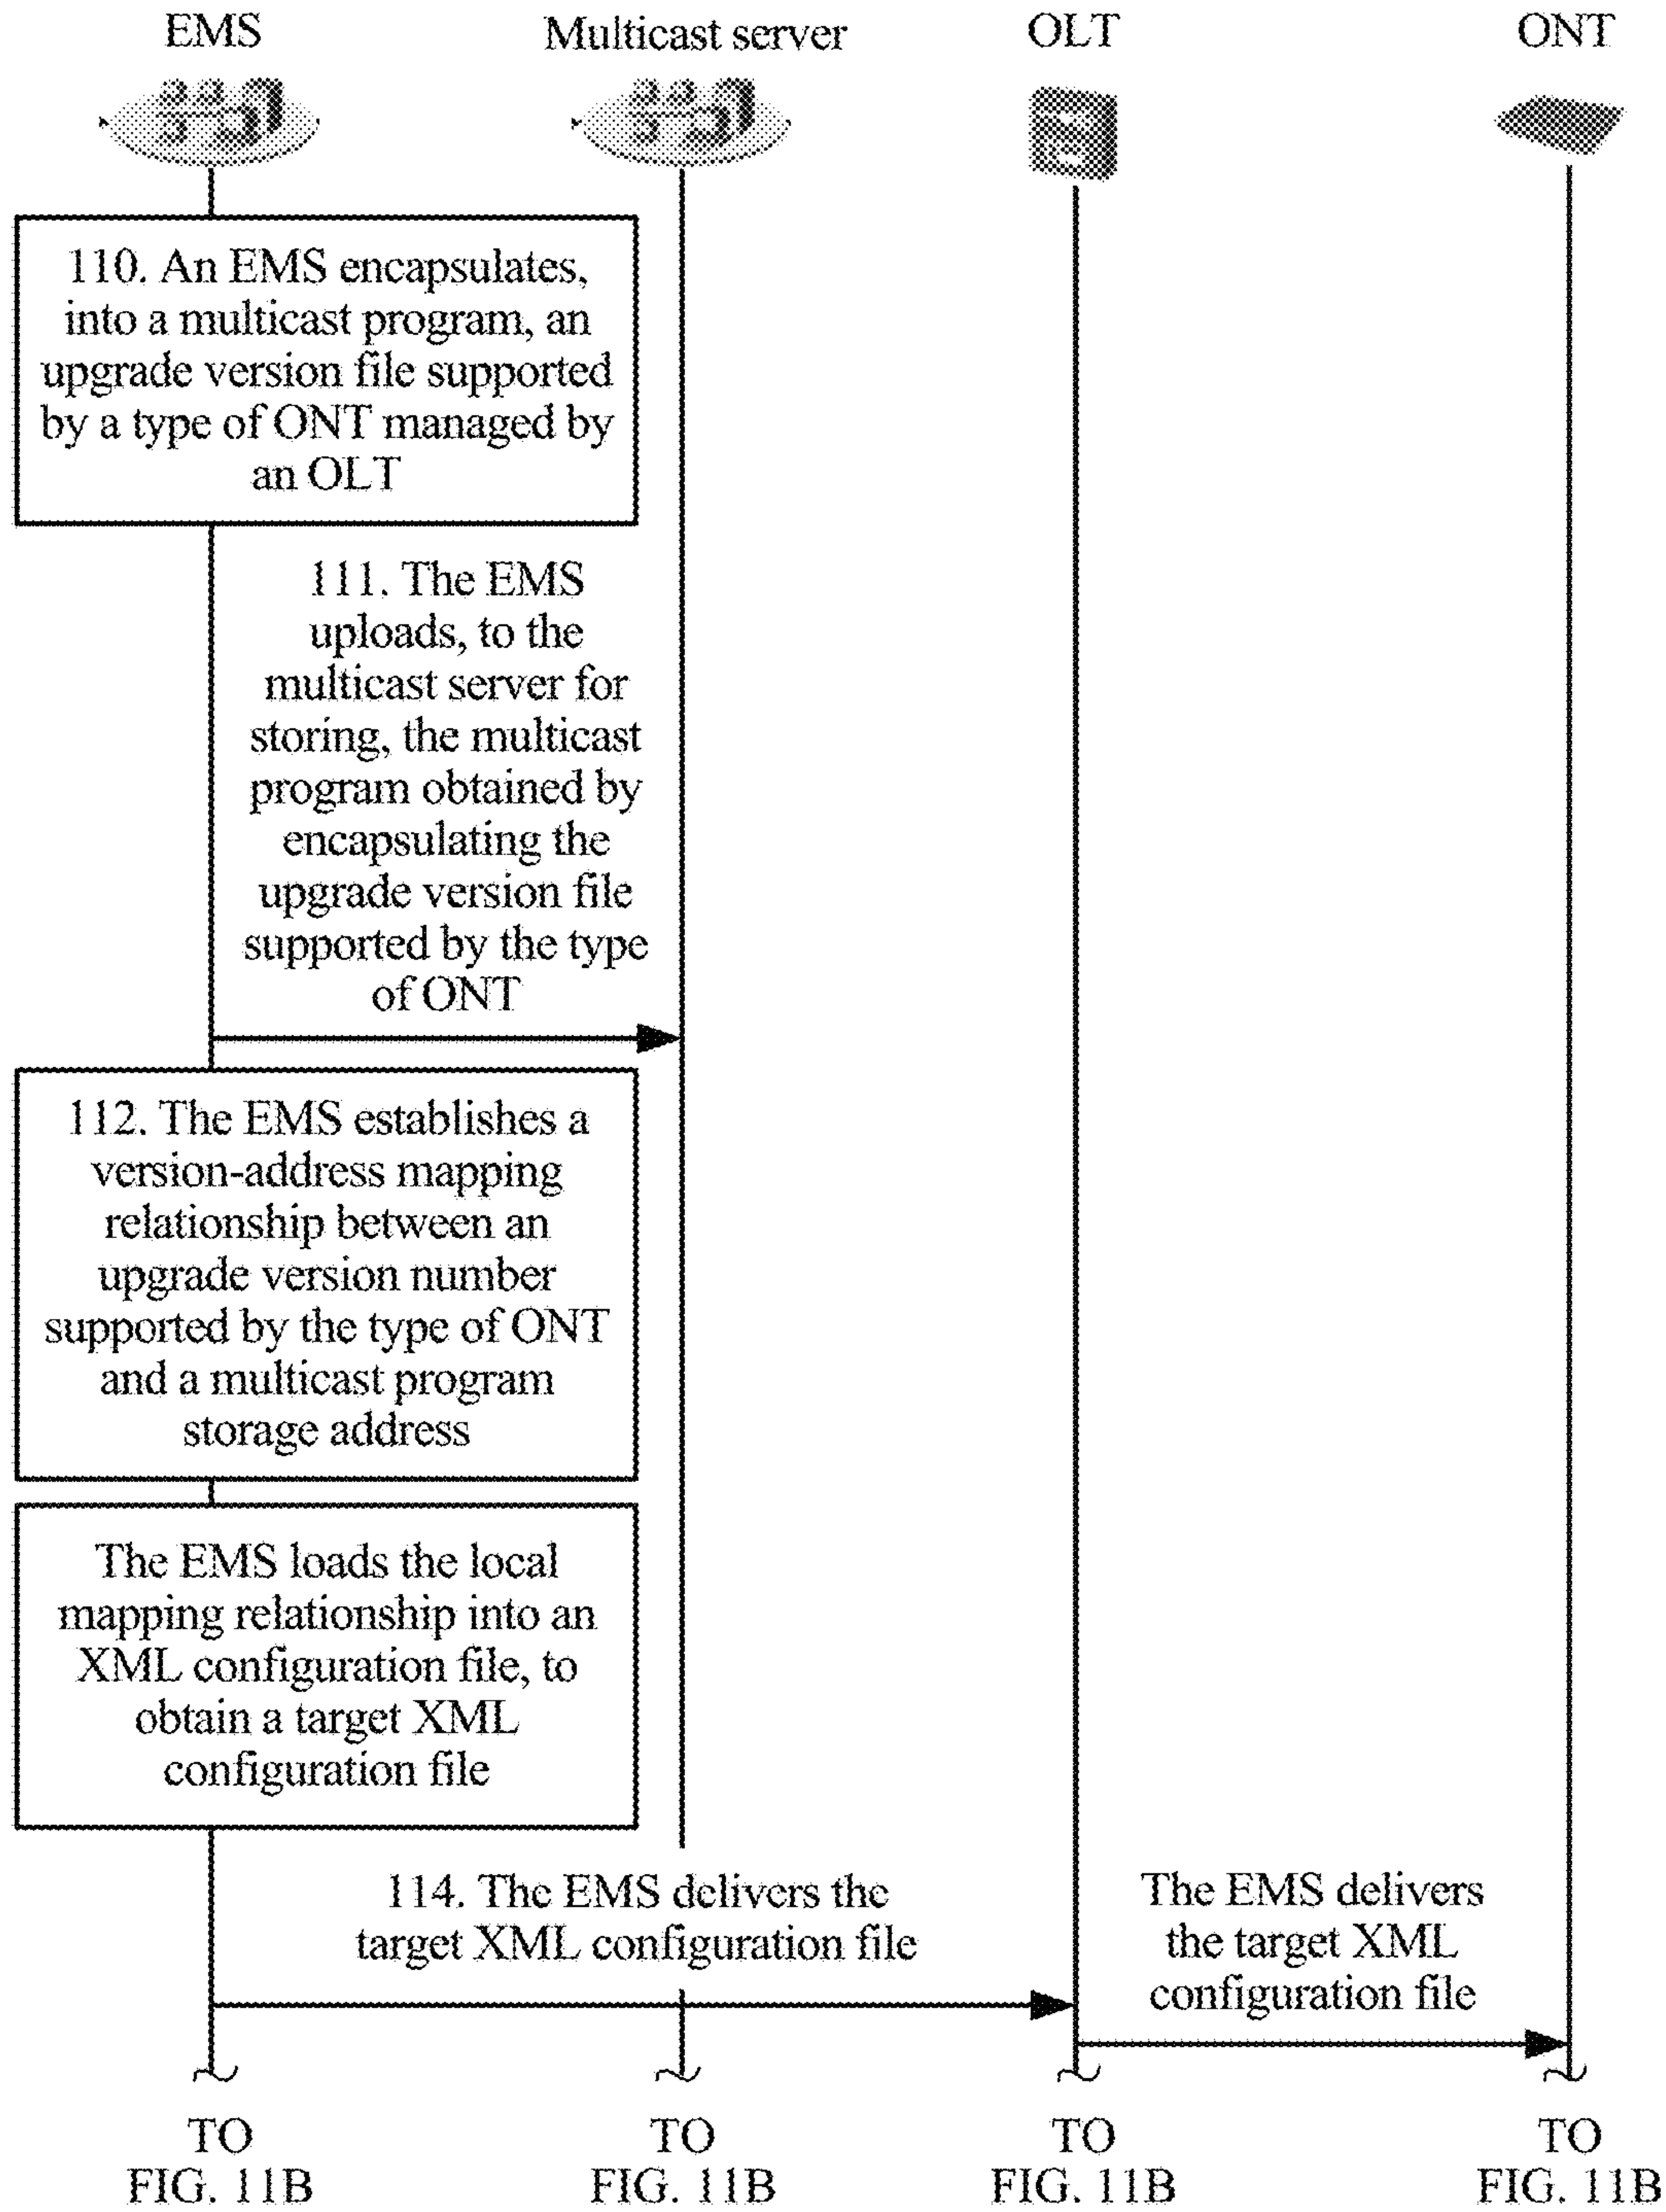 EMS
Multicast server
OLT
ONT
110. An EMS encapsulates,
into a multicast program, an
upgrade version file supported
by a type of ONT managed by
an OLT
111. The EMS
uploads, to the
multicast server for
storing, the multicast
program obtained by
encapsulating the
upgrade version file
supported by the type
of ONT
112. The EMS establishes a
version-address mapping
relationship between an
upgrade version number
supported by the type of ONT
and a multicast program
storage address
The EMS loads the local
mapping relationship into an
XML configuration file, to
obtain a target XML
configuration file
114. The EMS delivers the
target XML configuration file
The EMS delivers
the target XML
configuration file
TO
FIG. 11B
TO
FIG. 11B
TO
FIG. 11B
TO
FIG. 11B